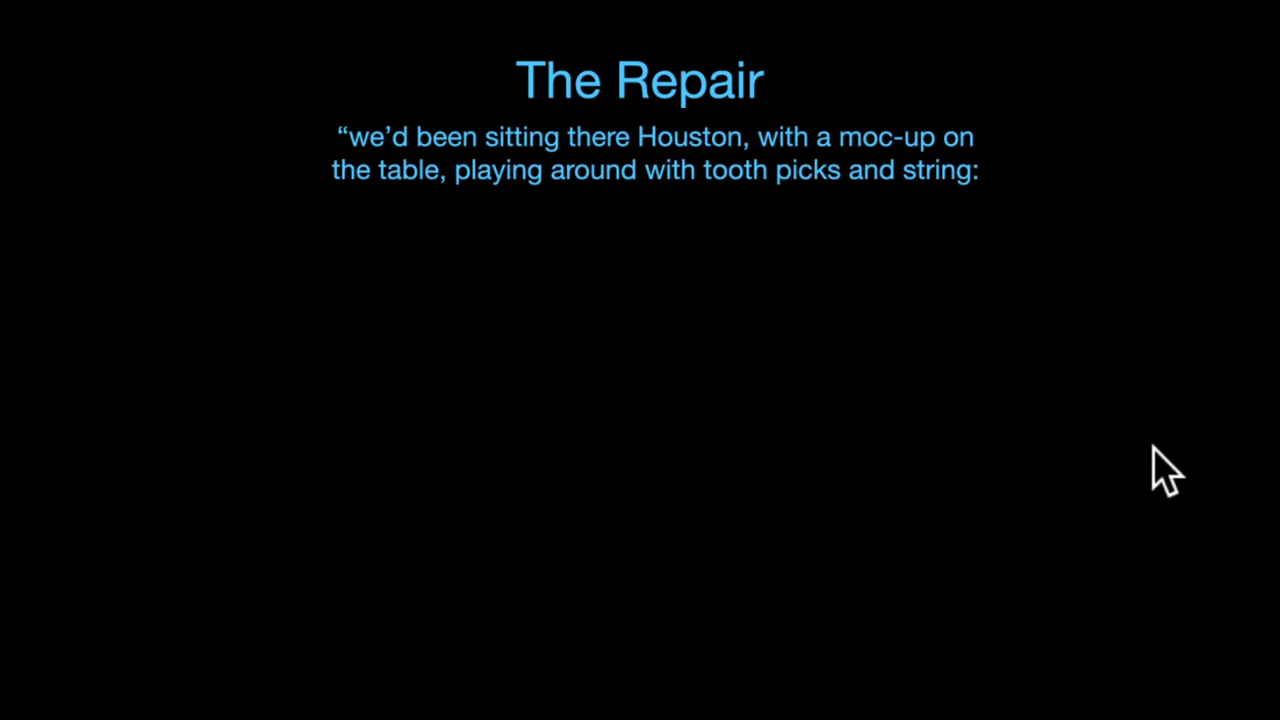 The Repair
“we’d been sitting there Houston, with a moc-up on
the table, playing around with tooth picks and string: